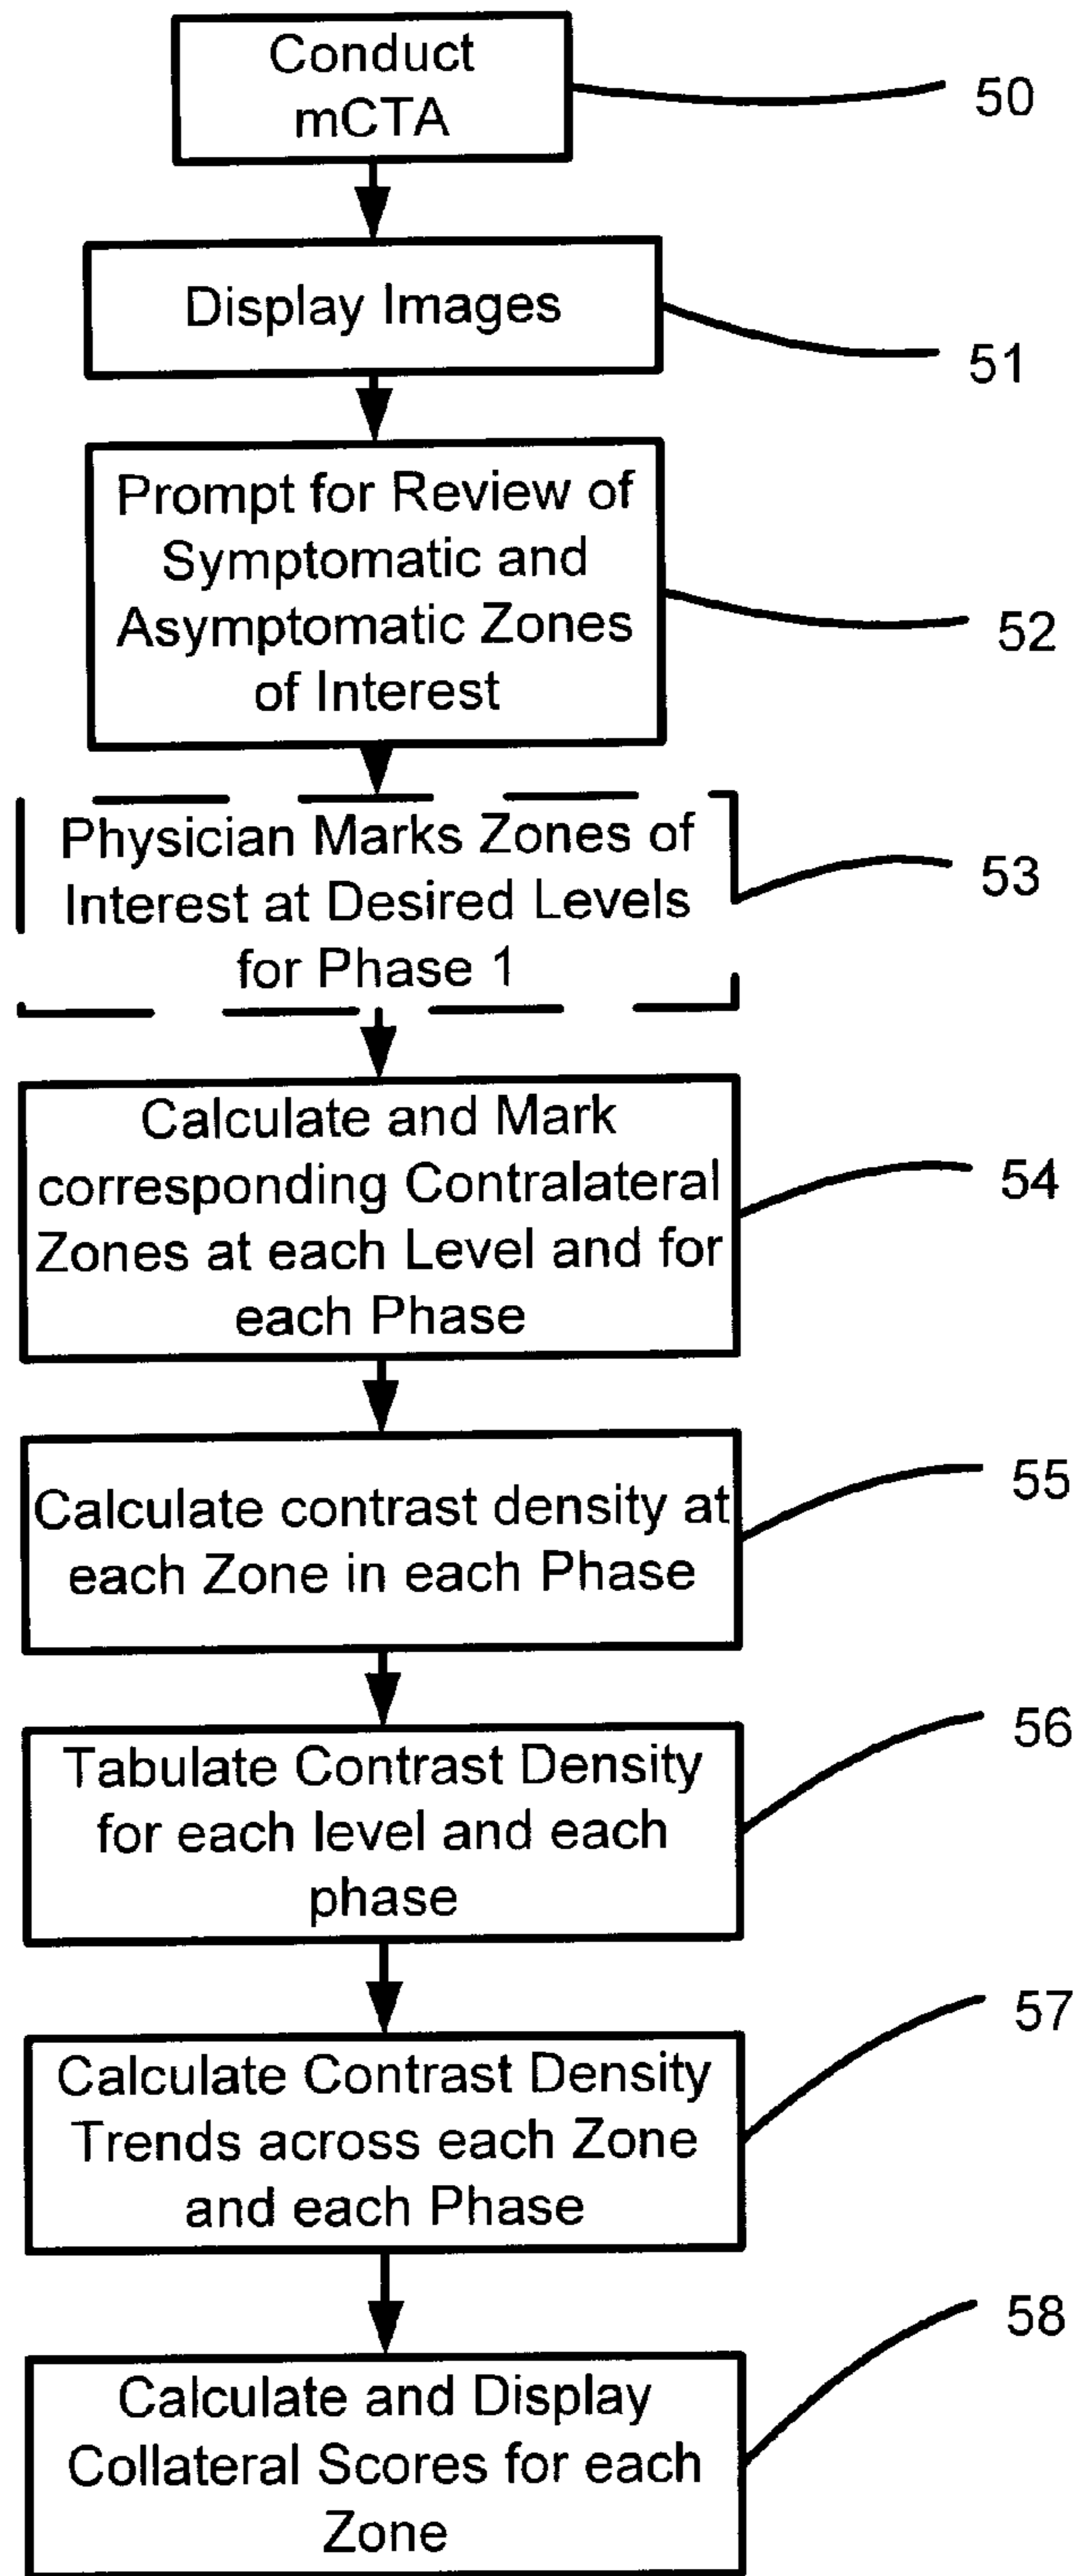 Conduct
mCTA
50
Display Images
51
Prompt for Review of
Symptomatic and
Asymptomatic Zones
of Interest
52
Physician Marks Zones of
Interest at Desired Levels
for Phase 1
53
Calculate and Mark
corresponding Contralateral
Zones at each Level and for
each Phase
54
Calculate contrast density at
each Zone in each Phase
55
Tabulate Contrast Density
for each level and each
phase
56
Calculate Contrast Density
Trends across each Zone
and each Phase
57
Calculate and Display
Collateral Scores for each
Zone
58